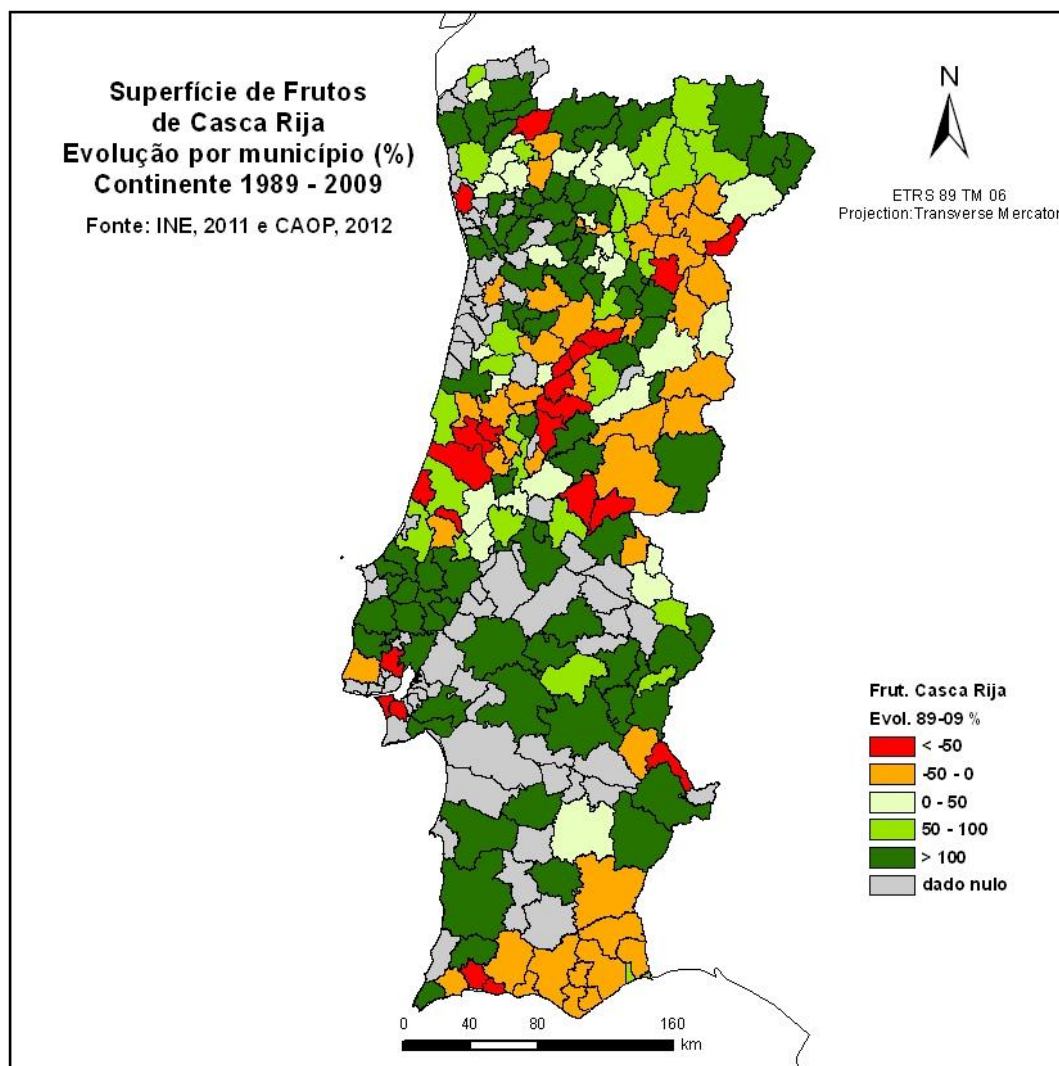 Superfície de Frutos
de Casca Rija
Evolução por município (%)
Continente 1989 - 2009
Fonte: INE, 2011 e CAOP, 2012
N
ETRS 89 TM 06
Projection:Transverse Mercator
Frut. Casca Rija
Evol. 89-09 %
< -50
-50 - 0
0 - 50
50 - 100
> 100
dado nulo
0 40 80 160
km